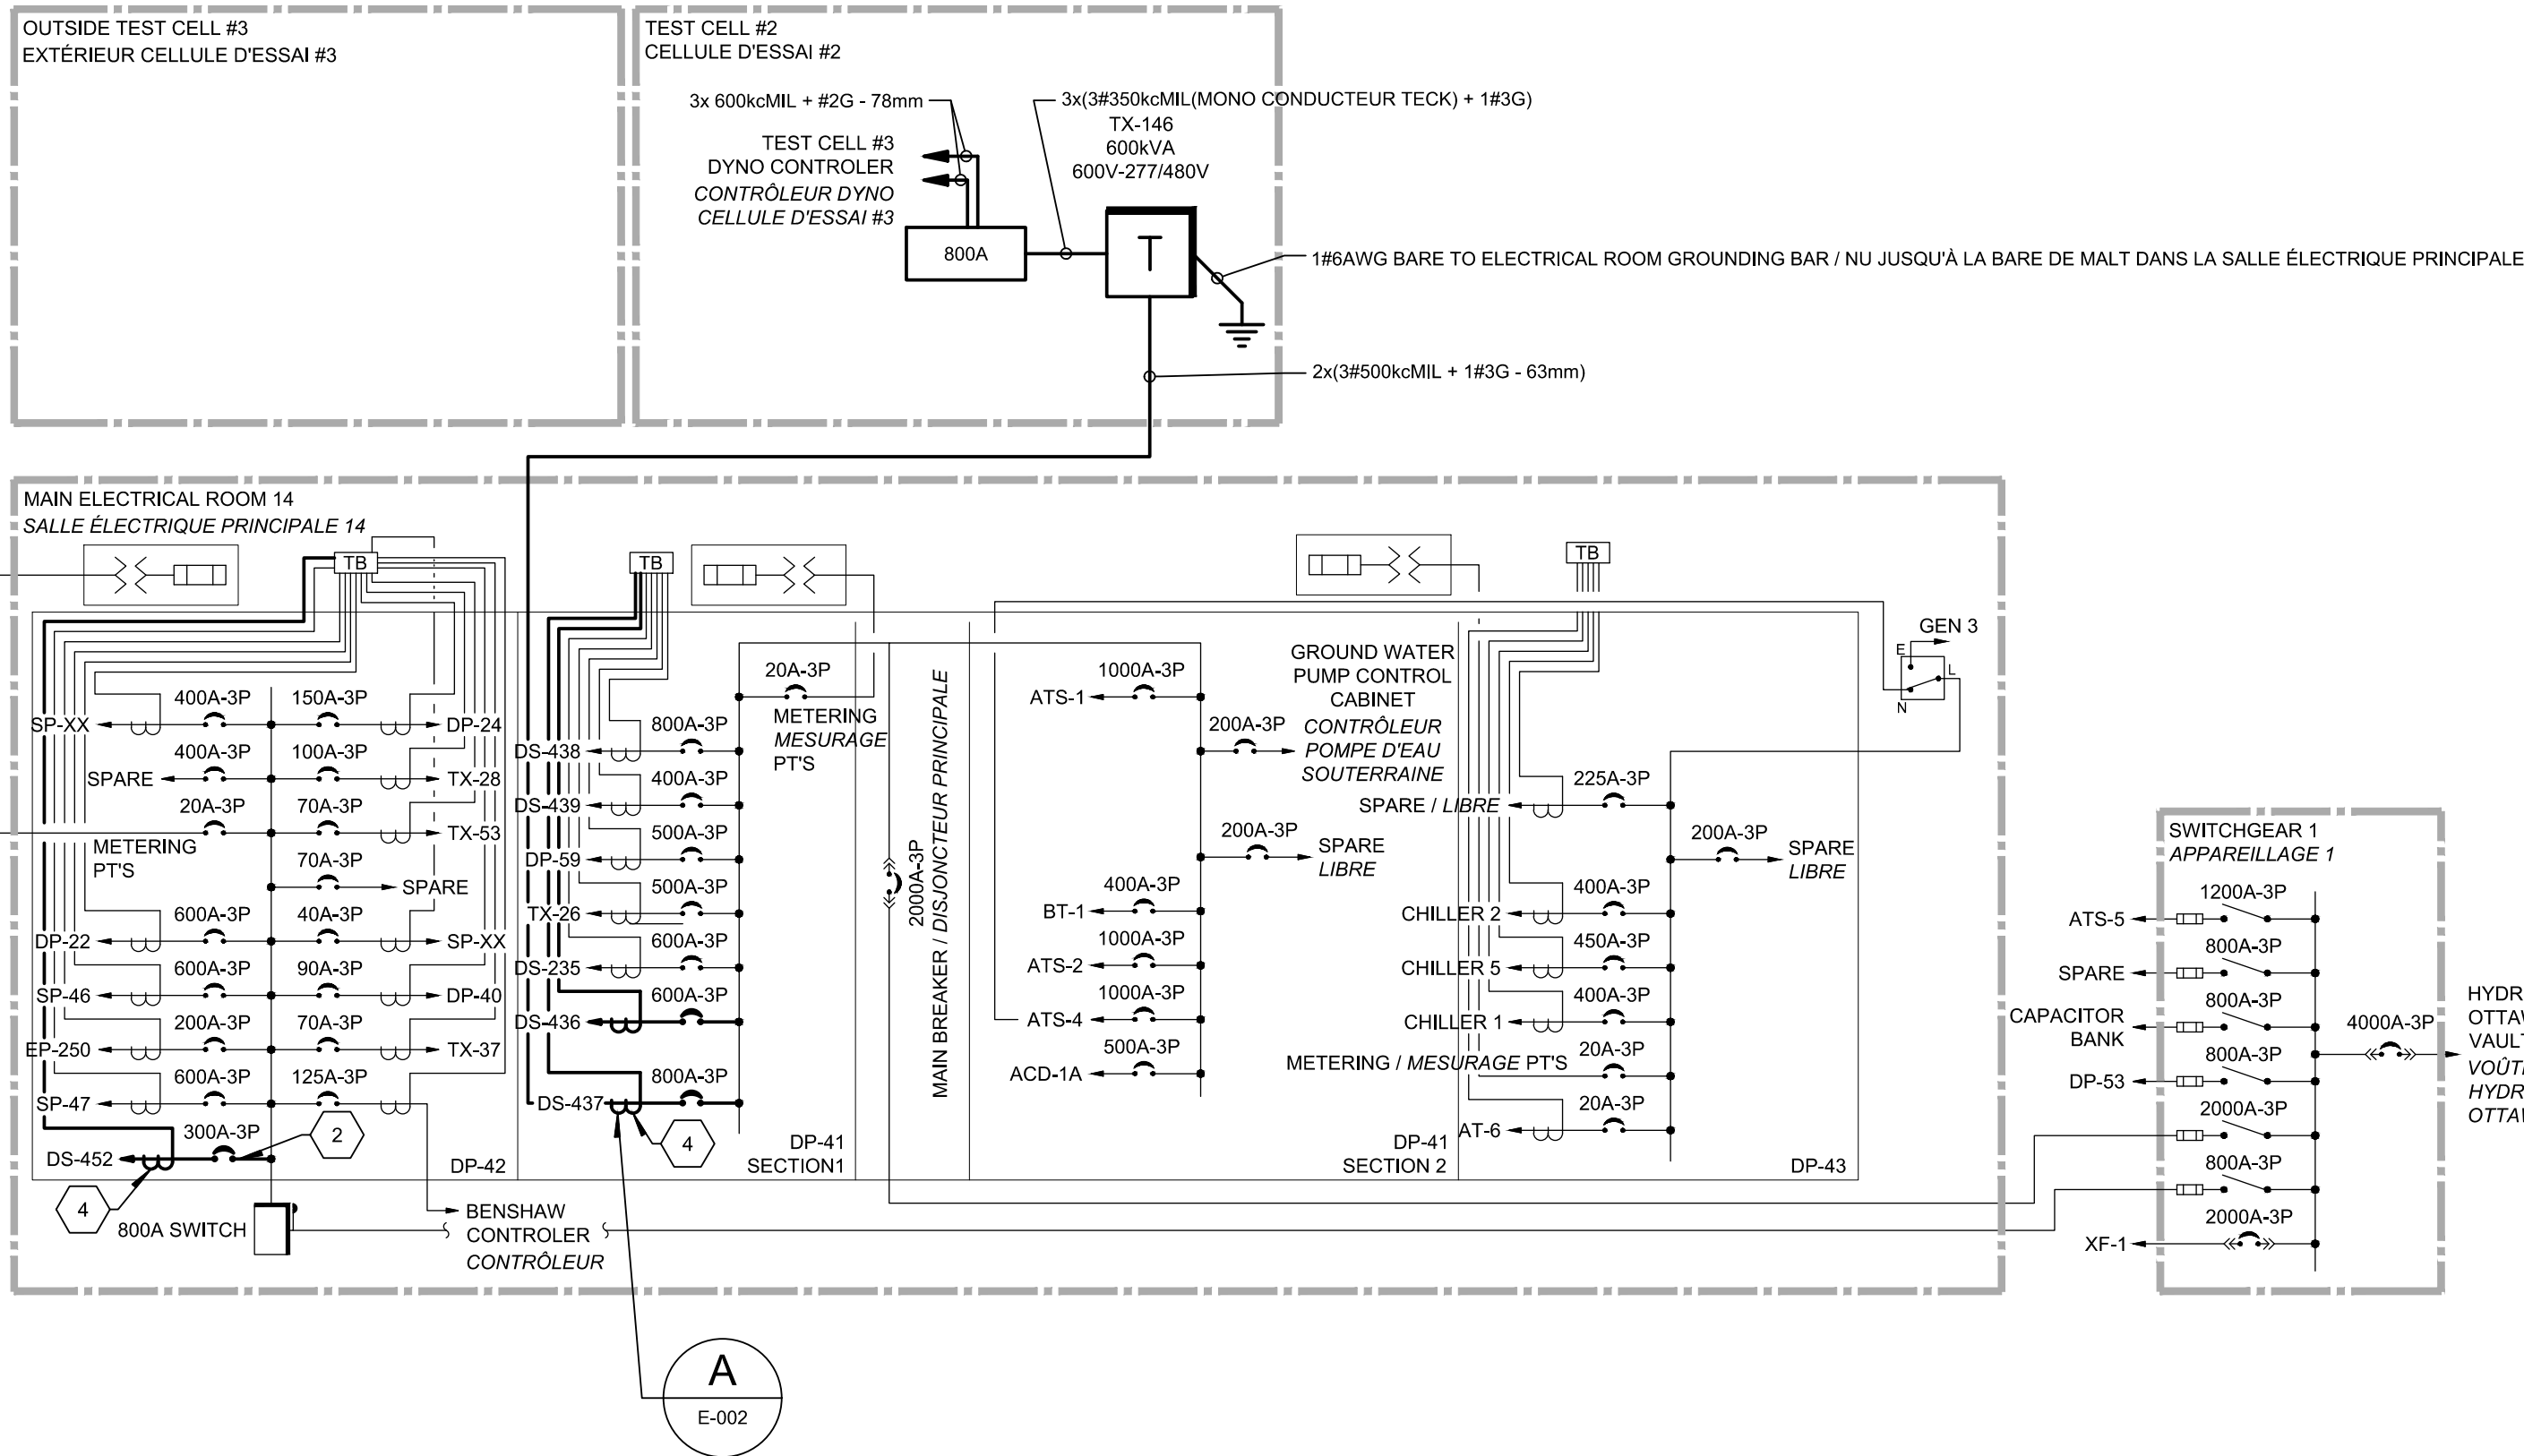 OUTSIDE TEST CELL #3
EXTÉRIEUR CELLULE D'ESSAI #3
TEST CELL #2
CELLULE D'ESSAI #2
3x 600kcMIL + #2G - 78mm
3x(3#350kcMIL(MONO CONDUCTEUR TECK) + 1#3G)
TX-146
600kVA
600V-277/480V
TEST CELL #3
DYNO CONTROLER
CONTRÔLEUR DYNO
CELLULE D'ESSAI #3
800A
T
1#6AWG BARE TO ELECTRICAL ROOM GROUNDING BAR / NU JUSQU'À LA BARE DE MALT DANS LA SALLE ÉLECTRIQUE PRINCIPALE
2x(3#500kcMIL + 1#3G - 63mm)
MAIN ELECTRICAL ROOM 14
SALLE ÉLECTRIQUE PRINCIPALE 14
TB
400A-3P
150A-3P
SP-XX
DP-24
400A-3P
100A-3P
SPARE
TX-28
20A-3P
70A-3P
TX-53
METERING
PT'S
70A-3P
SPARE
600A-3P
40A-3P
DP-22
SP-XX
600A-3P
90A-3P
SP-46
DP-40
200A-3P
70A-3P
EP-250
TX-37
600A-3P
125A-3P
SP-47
300A-3P
2
DS-452
DP-42
4
800A SWITCH
BENSHAW
CONTROLER
CONTRÔLEUR
TB
20A-3P
METERING
MESURAGE
PT'S
800A-3P
DS-438
400A-3P
DS-439
500A-3P
DP-59
500A-3P
TX-26
600A-3P
DS-235
600A-3P
DS-436
800A-3P
DS-437
4
DP-41
SECTION1
A
E-002
2000A-3P
MAIN BREAKER / DISJONCTEUR PRINCIPALE
1000A-3P
ATS-1
GROUND WATER
PUMP CONTROL
CABINET
CONTRÔLEUR
POMPE D'EAU
SOUTERRAINE
200A-3P
200A-3P
SPARE
LIBRE
400A-3P
BT-1
1000A-3P
ATS-2
1000A-3P
ATS-4
500A-3P
ACD-1A
DP-41
SECTION 2
TB
225A-3P
SPARE / LIBRE
200A-3P
SPARE
LIBRE
400A-3P
CHILLER 2
450A-3P
CHILLER 5
400A-3P
CHILLER 1
20A-3P
METERING / MESURAGE PT'S
20A-3P
AT-6
DP-43
GEN 3
E
L
N
SWITCHGEAR 1
APPAREILLAGE 1
1200A-3P
ATS-5
800A-3P
SPARE
800A-3P
CAPACITOR
BANK
800A-3P
DP-53
2000A-3P
800A-3P
2000A-3P
XF-1
4000A-3P
HYDR
OTTAW
VAULT
VOÛT
HYDR
OTTAV